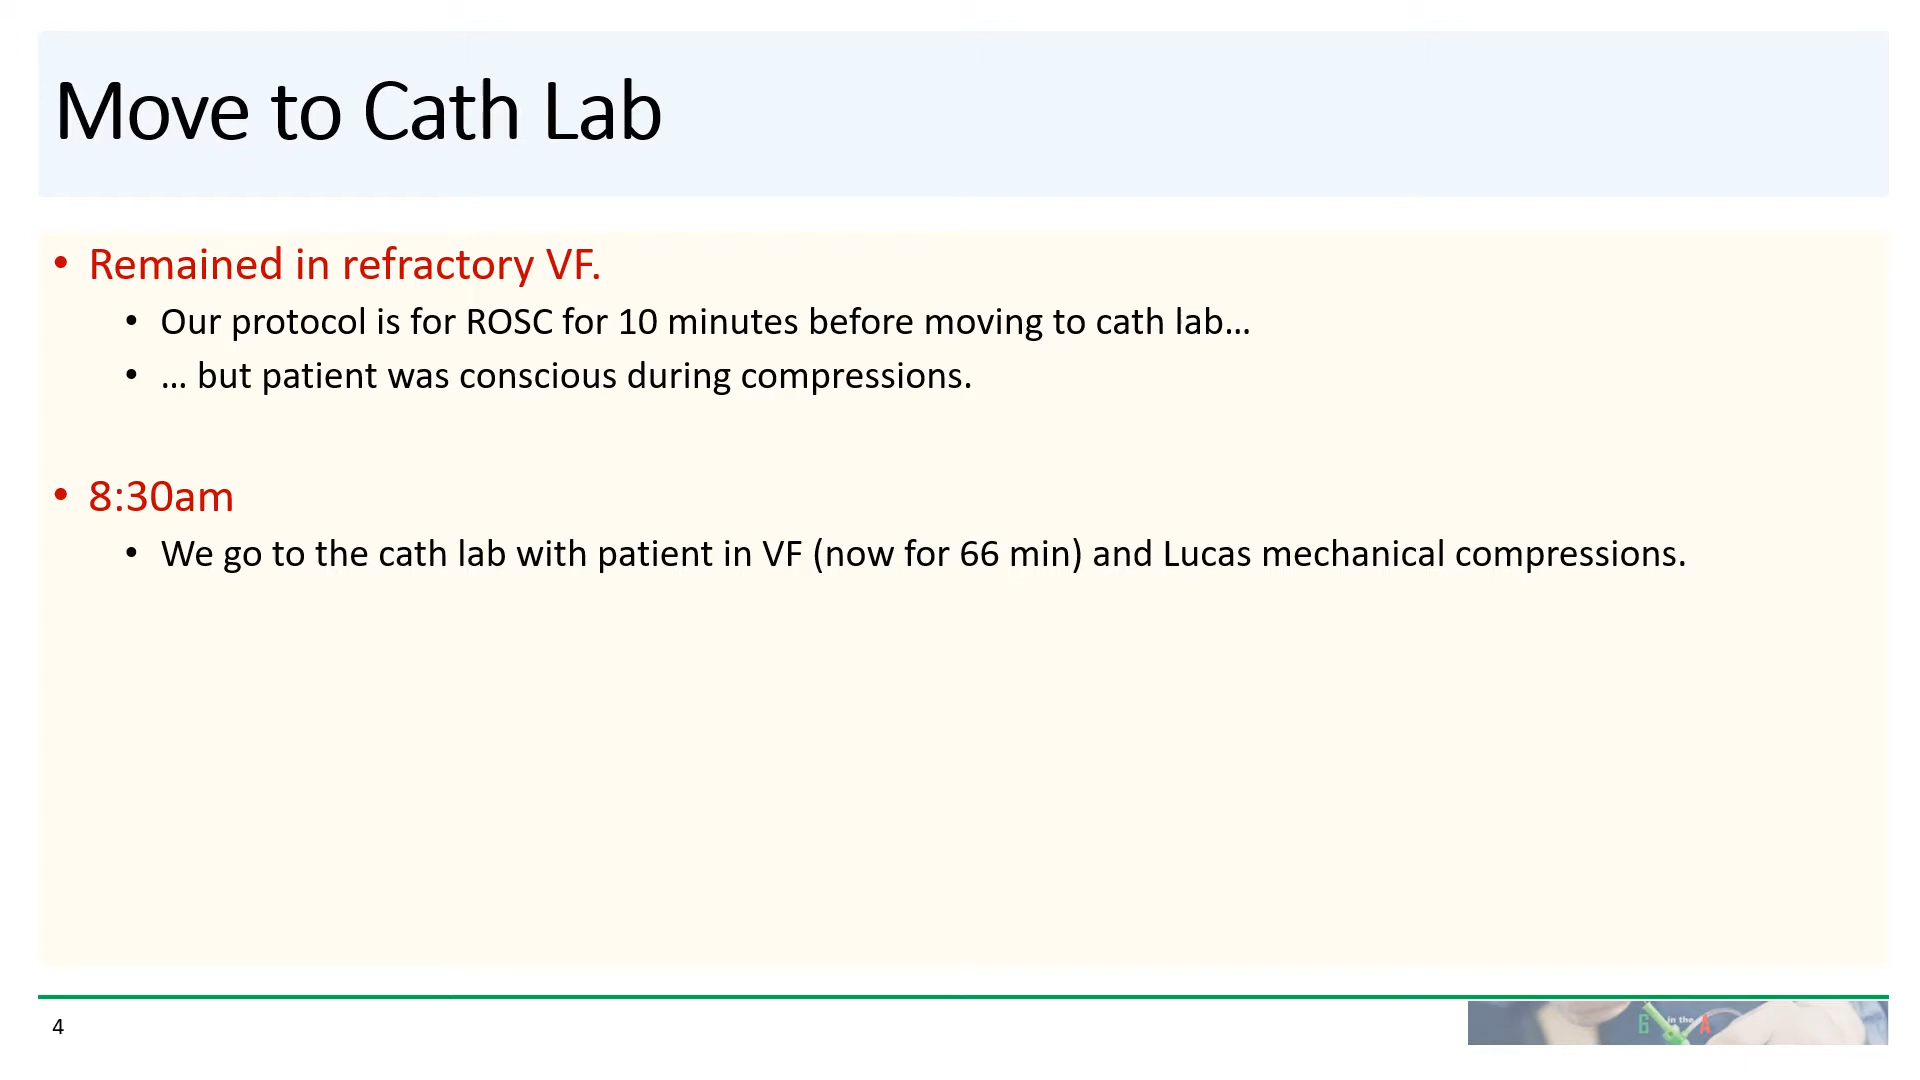 Move to Cath Lab
• Remained in refractory VF.
• Our protocol is for ROSC for 10 minutes before moving to cath lab…
• … but patient was conscious during compressions.
• 8:30am
• We go to the cath lab with patient in VF (now for 66 min) and Lucas mechanical compressions.
4
G in the A